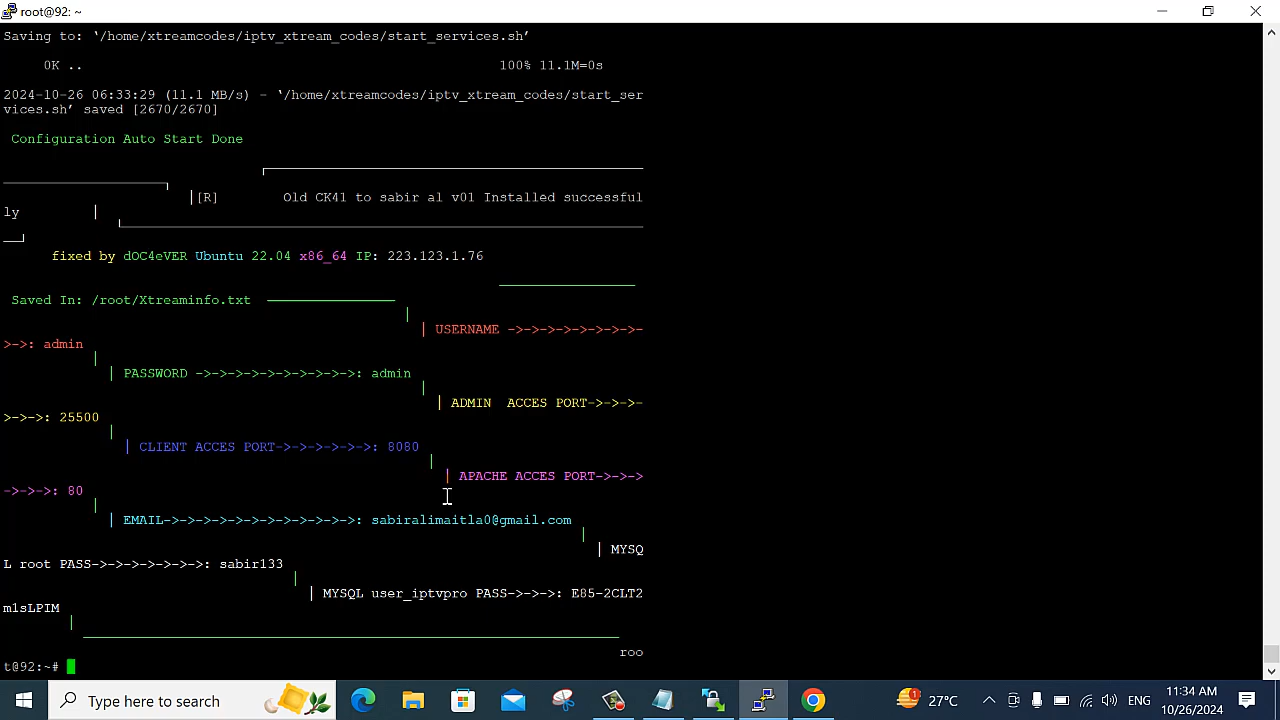 root@92: ~
Saving to: ‘/home/xtreamcodes/iptv_xtream_codes/start_services.sh’
0K .. 100% 11.1M=0s
2024-10-26 06:33:29 (11.1 MB/s) - ‘/home/xtreamcodes/iptv_xtream_codes/start_ser
vices.sh’ saved [2670/2670]
Configuration Auto Start Done
│[R] Old CK41 to sabir al v01 Installed successful
ly │
fixed by dOC4eVER Ubuntu 22.04 x86_64 IP: 223.123.1.76
Saved In: /root/Xtreaminfo.txt
│ USERNAME ->->->->->->->->-
>->: admin
│ PASSWORD ->->->->->->->->->->: admin
│ ADMIN ACCES PORT->->->-
>->->: 25500
│ CLIENT ACCES PORT->->->->->->: 8080
│ APACHE ACCES PORT->->->
->->->: 80
│ EMAIL->->->->->->->->->->->->: sabiralimaitla0@gmail.com
│ MYSQ
L root PASS->->->->->->->: sabir133
│ MYSQL user_iptvpro PASS->->->: E85-2CLT2
m1sLPIM
roo
t@92:~#
Type here to search
27°C
ENG
11:34 AM
10/26/2024